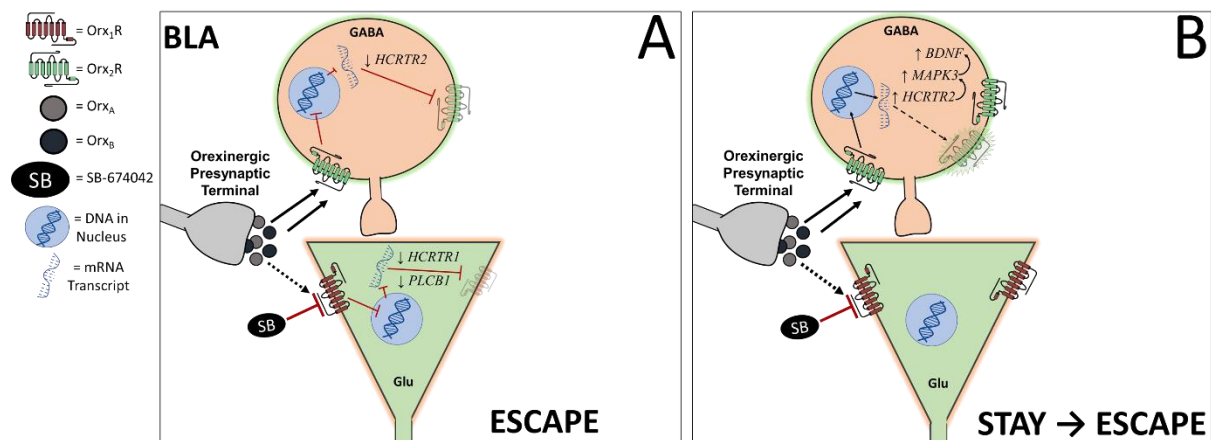 = Orx₁R
= Orx₂R
= Orx_A
= Orx_B
SB = SB-674042
= DNA in
Nucleus
= mRNA
Transcript
BLA
A
GABA
↓ HCRTR2
Orexinergic
Presynaptic
Terminal
↓ HCRTR1
↓ PLCB1
SB
Glu
ESCAPE
B
GABA
↑ BDNF
↑ MAPK3
↑ HCRTR2
Orexinergic
Presynaptic
Terminal
SB
Glu
STAY → ESCAPE